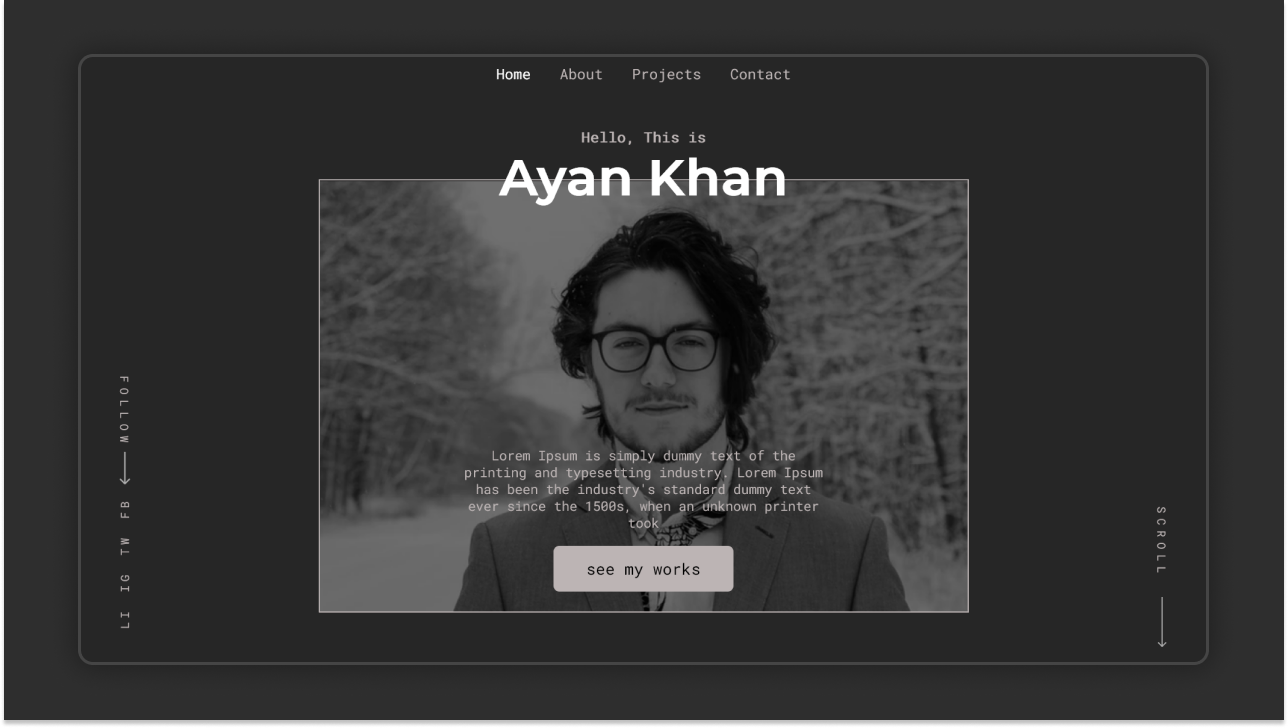 Home About Projects Contact
Hello, This is
Ayan Khan
Lorem Ipsum is simply dummy text of the
printing and typesetting industry. Lorem Ipsum
has been the industry's standard dummy text
ever since the 1500s, when an unknown printer
took
see my works
FOLLOW
FB
TW
IG
LI
SCROLL